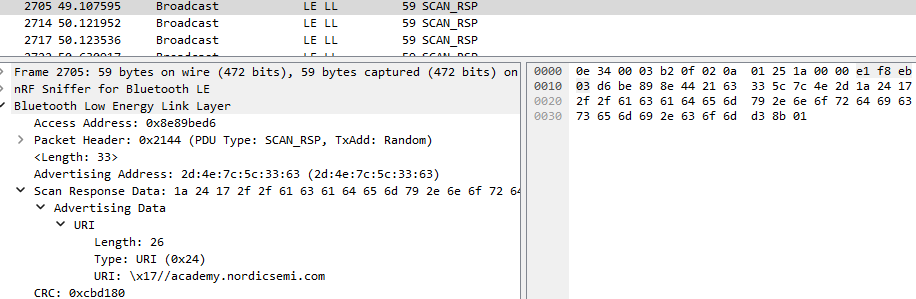 2705 49.107595 Broadcast LE LL 59 SCAN_RSP
2714 50.121952 Broadcast LE LL 59 SCAN_RSP
2717 50.123536 Broadcast LE LL 59 SCAN_RSP
Frame 2705: 59 bytes on wire (472 bits), 59 bytes captured (472 bits) on
nRF Sniffer for Bluetooth LE
Bluetooth Low Energy Link Layer
Access Address: 0x8e89bed6
Packet Header: 0x2144 (PDU Type: SCAN_RSP, TxAdd: Random)
<Length: 33>
Advertising Address: 2d:4e:7c:5c:33:63 (2d:4e:7c:5c:33:63)
Scan Response Data: 1a 24 17 2f 2f 61 63 61 64 65 6d 79 2e 6e 6f 72 64
Advertising Data
URI
Length: 26
Type: URI (0x24)
URI: \x17//academy.nordicsemi.com
CRC: 0xcbd180
0000 0e 34 00 03 b2 0f 02 0a 01 25 1a 00 00 e1 f8 eb
0010 03 d6 be 89 8e 44 21 63 33 5c 7c 4e 2d 1a 24 17
0020 2f 2f 61 63 61 64 65 6d 79 2e 6e 6f 72 64 69 63
0030 73 65 6d 69 2e 63 6f 6d d3 8b 01